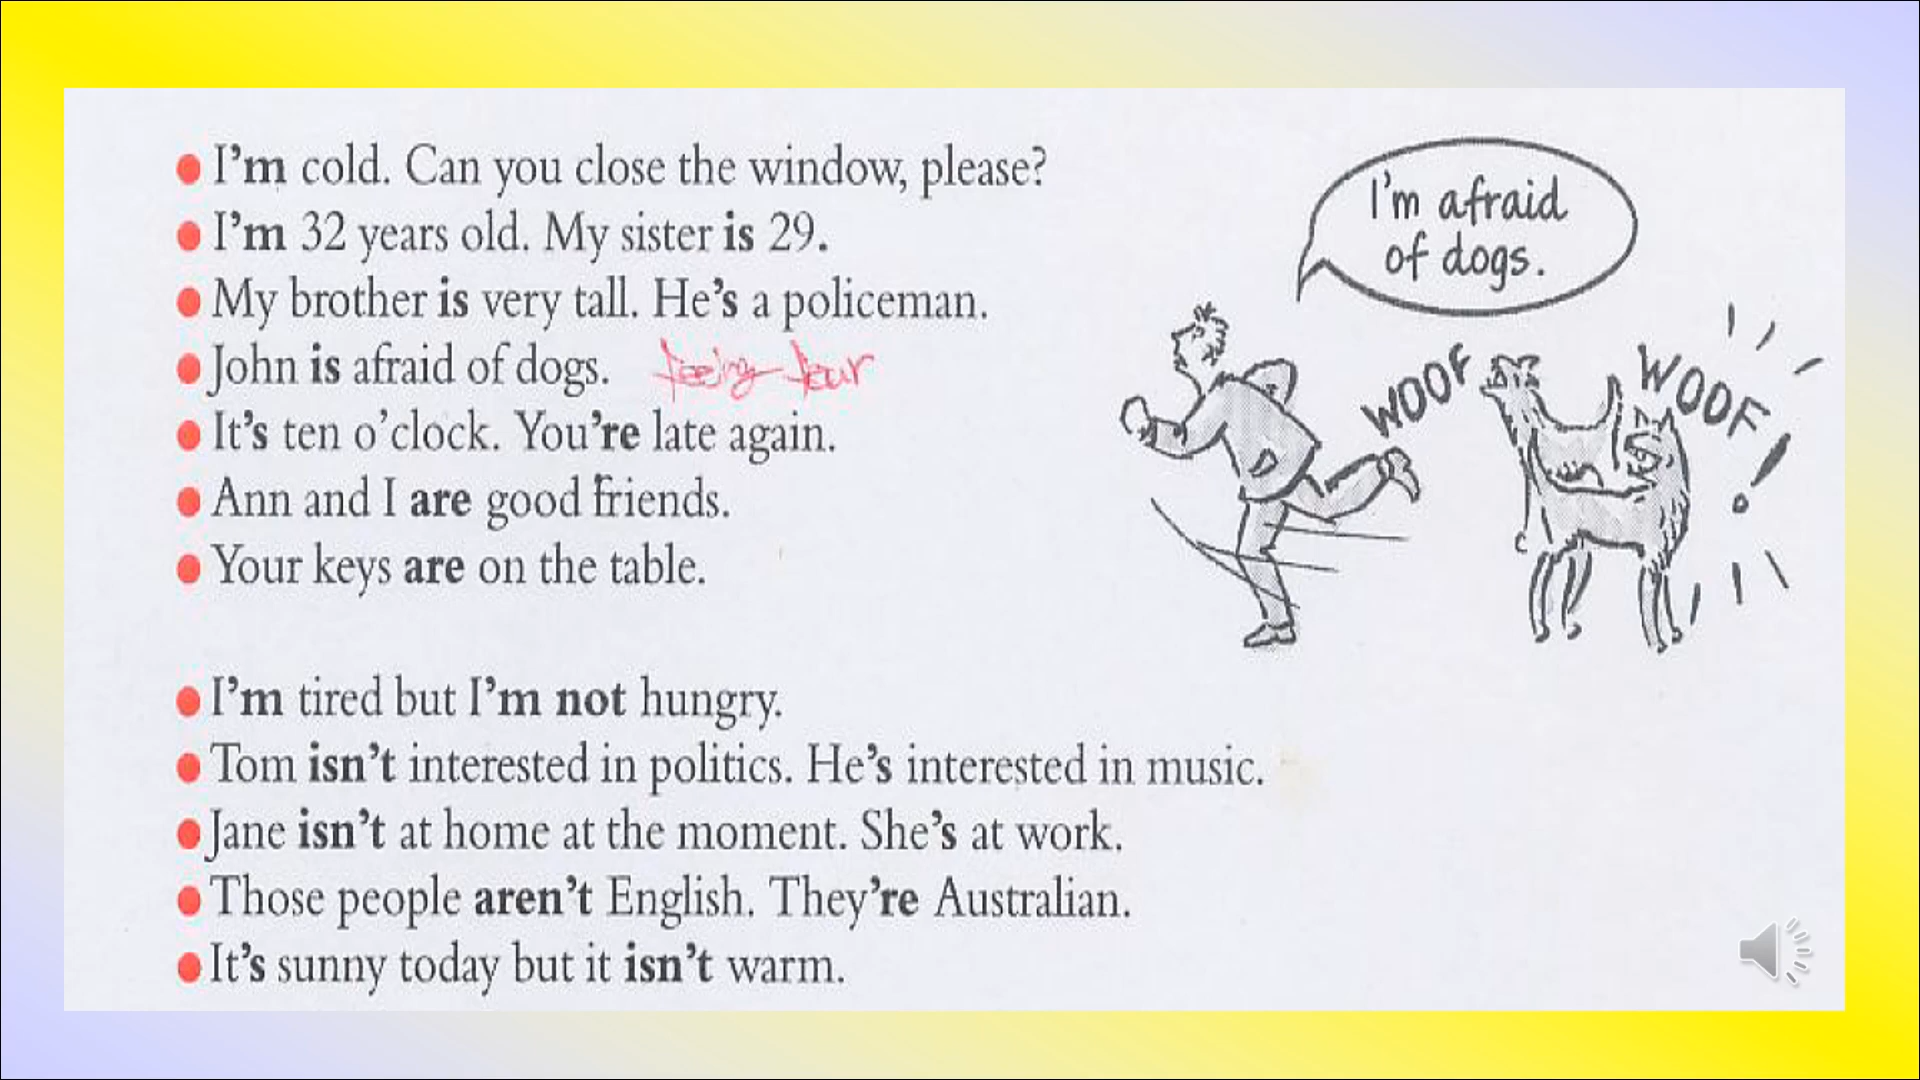 I'm cold. Can you close the window, please?
I'm 32 years old. My sister is 29.
My brother is very tall. He's a policeman.
John is afraid of dogs. feeing fear
It's ten o'clock. You're late again.
Ann and I are good friends.
Your keys are on the table.
I'm tired but I'm not hungry.
Tom isn't interested in politics. He's interested in music.
Jane isn't at home at the moment. She's at work.
Those people aren't English. They're Australian.
It's sunny today but it isn't warm.
I'm afraid
of dogs.
WOOF
WOOF!